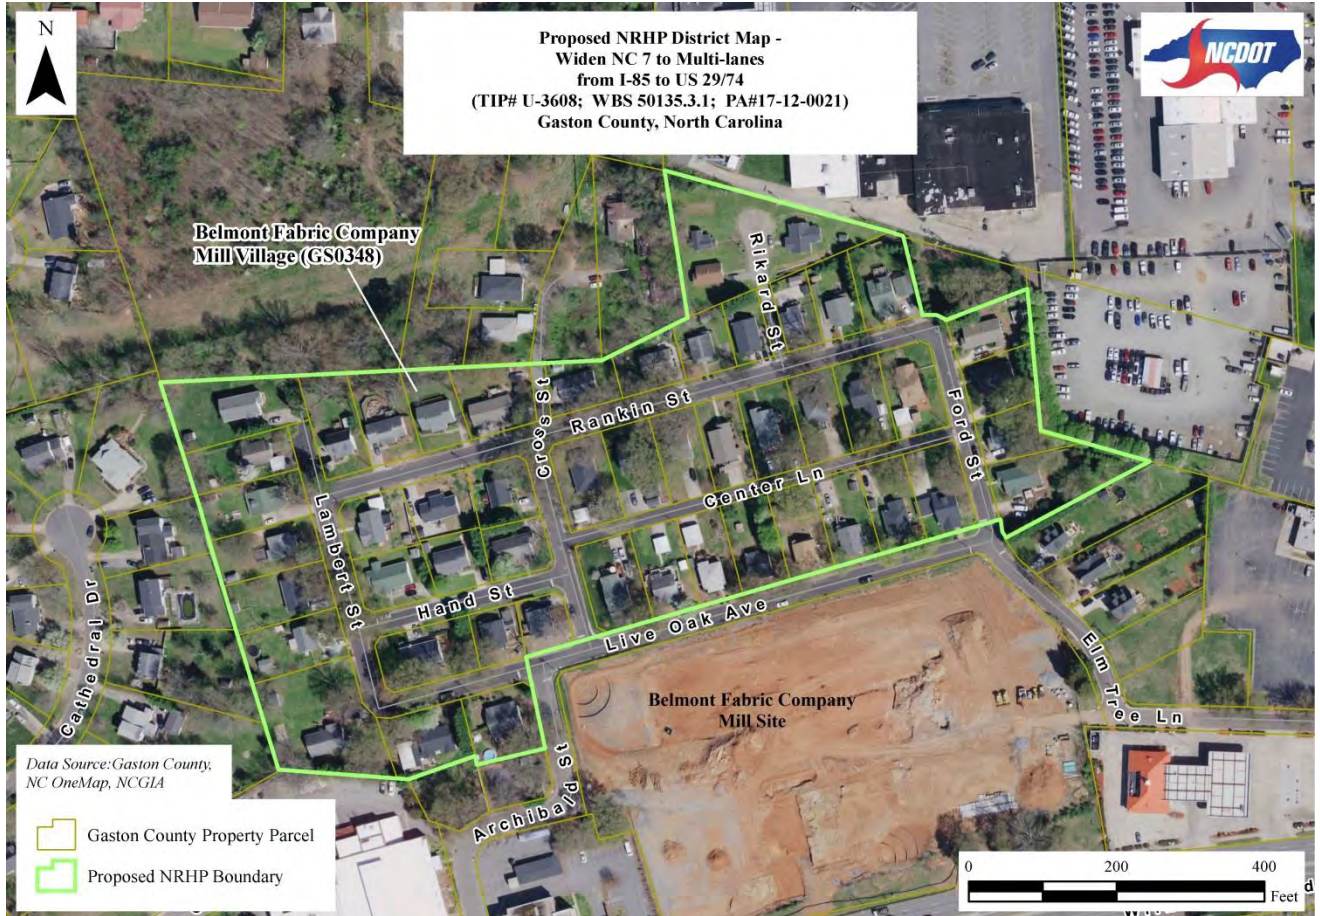 N
Proposed NRHP District Map -
Widen NC 7 to Multi-lanes
from I-85 to US 29/74
(TIP# U-3608; WBS 50135.3.1; PA#17-12-0021)
Gaston County, North Carolina
NCDOT
Belmont Fabric Company
Mill Village (GS0348)
Rikard St
Cross St
Rankin St
Ford St
Center Ln
Lambert St
Hand St
Live Oak Ave
Cathedral Dr
Elm Tree Ln
Belmont Fabric Company
Mill Site
Archibald St
Data Source:Gaston County,
NC OneMap, NCGIA
Gaston County Property Parcel
Proposed NRHP Boundary
0 200 400
Feet